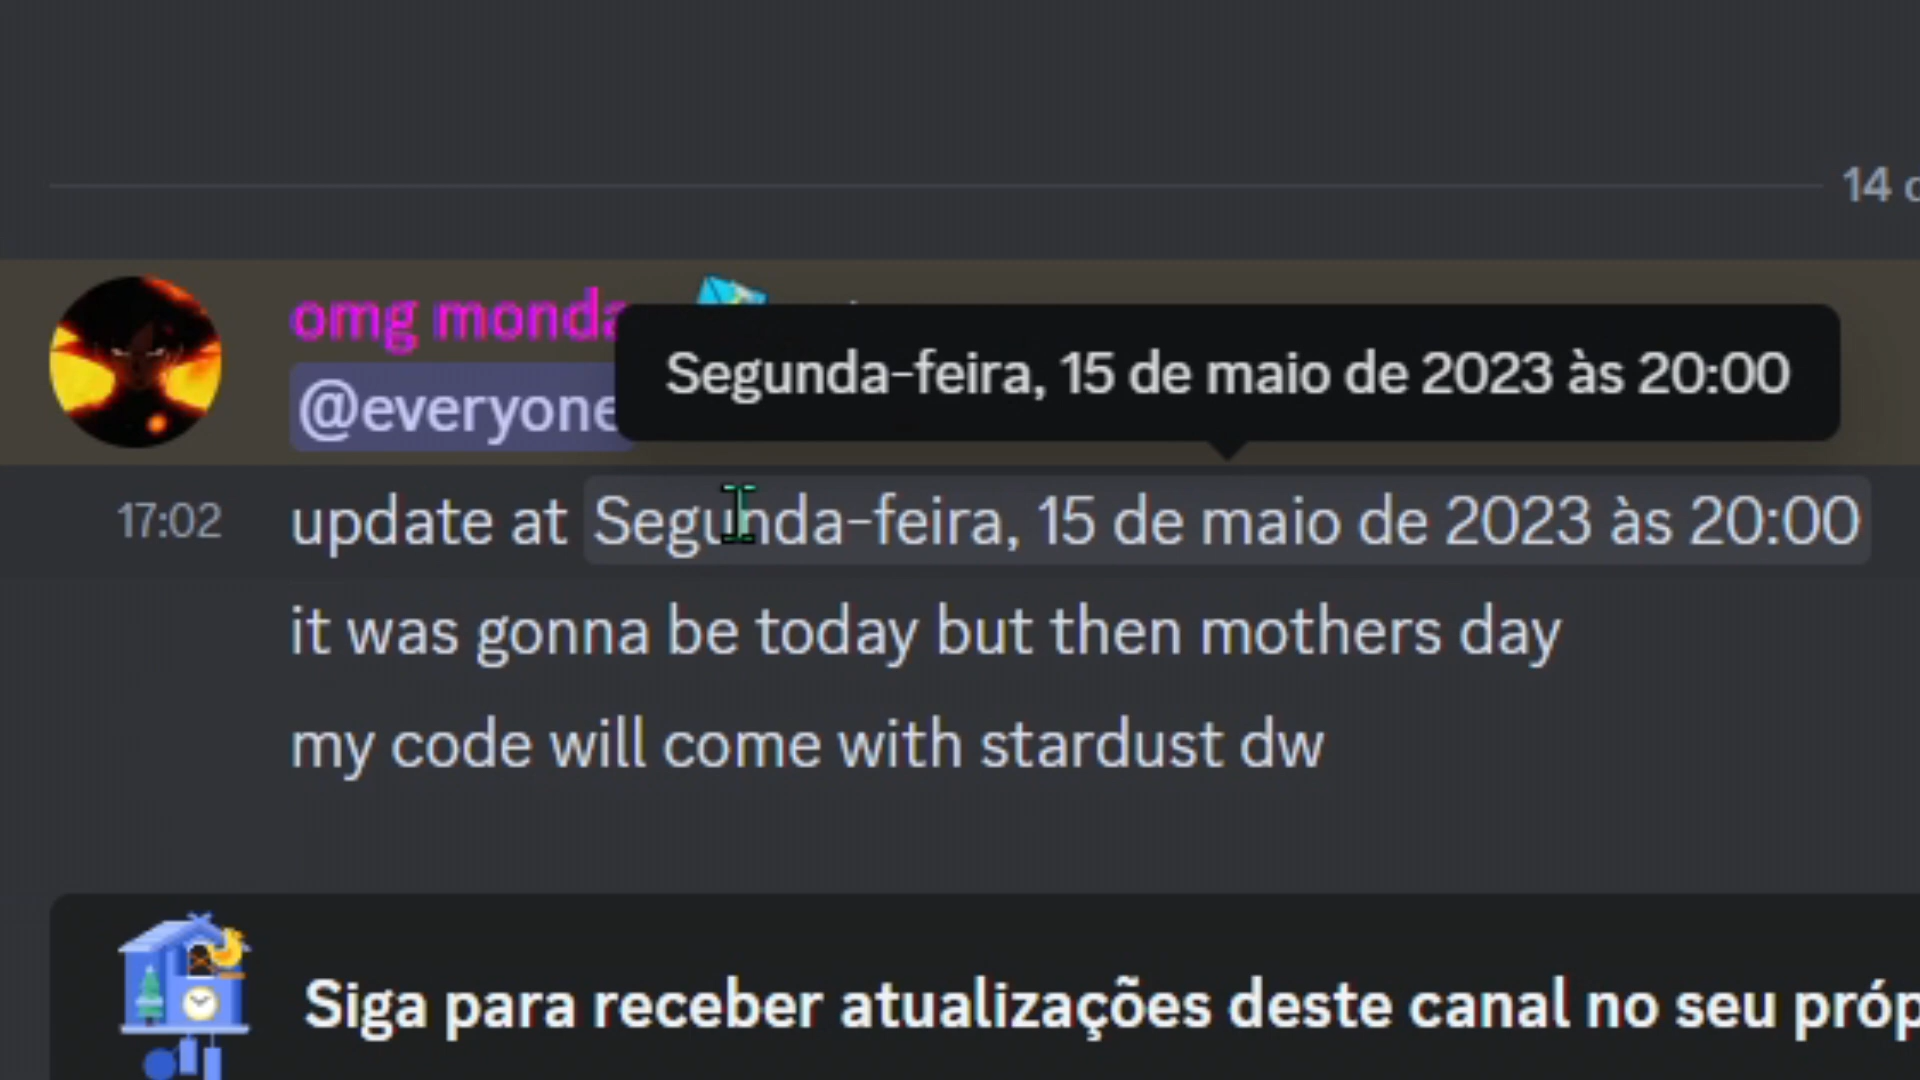 14
omg monda
Segunda-feira, 15 de maio de 2023 às 20:00
@everyone
17:02 update at Segunda-feira, 15 de maio de 2023 às 20:00
it was gonna be today but then mothers day
my code will come with stardust dw
Siga para receber atualizações deste canal no seu próp